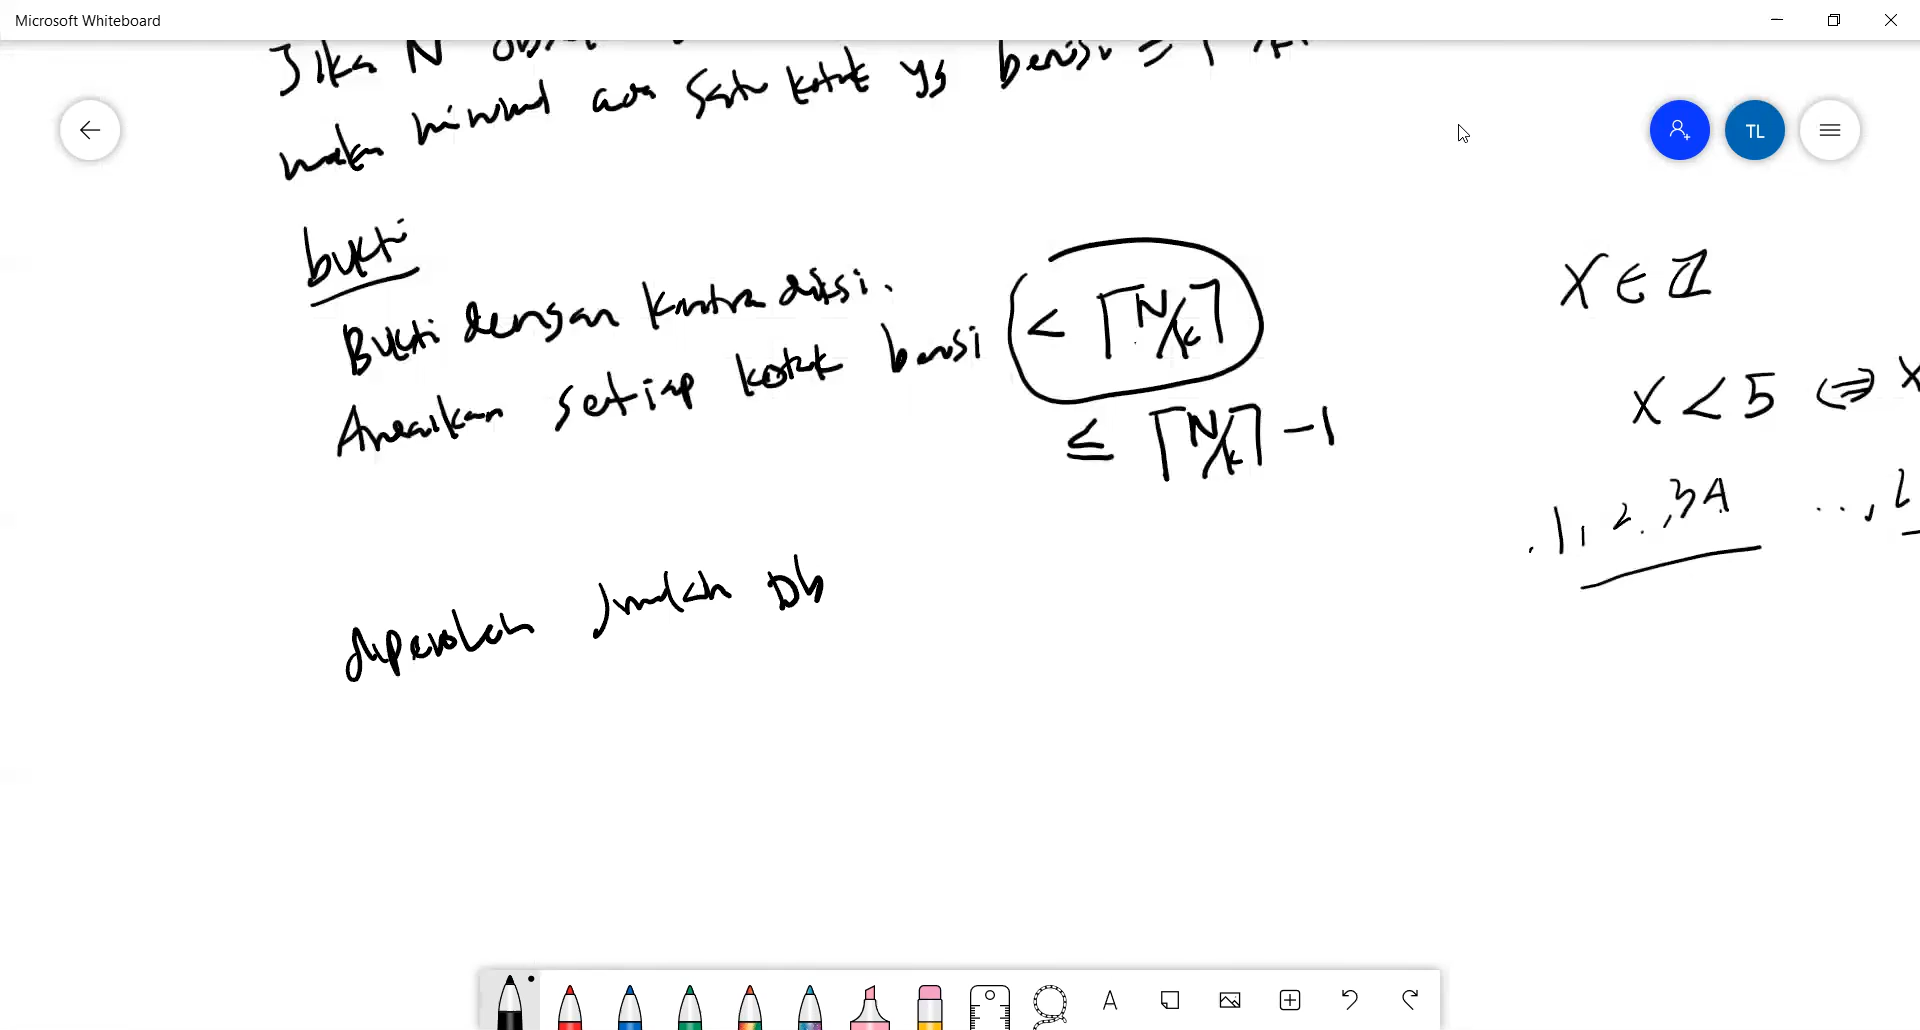 Microsoft Whiteboard
Jika N
maka minimal ada satu kotak yg berisi ≥
TL
bukti
Bukti dengan kontradiksi.
Andaikan setiap kotak berisi < ⌈N/k⌉
≤ ⌈N/k⌉ -1
x ∈ ℤ
x < 5 ⇔ x
1, 2, 3 4 ...,
diperoleh Jumlah Ob
A